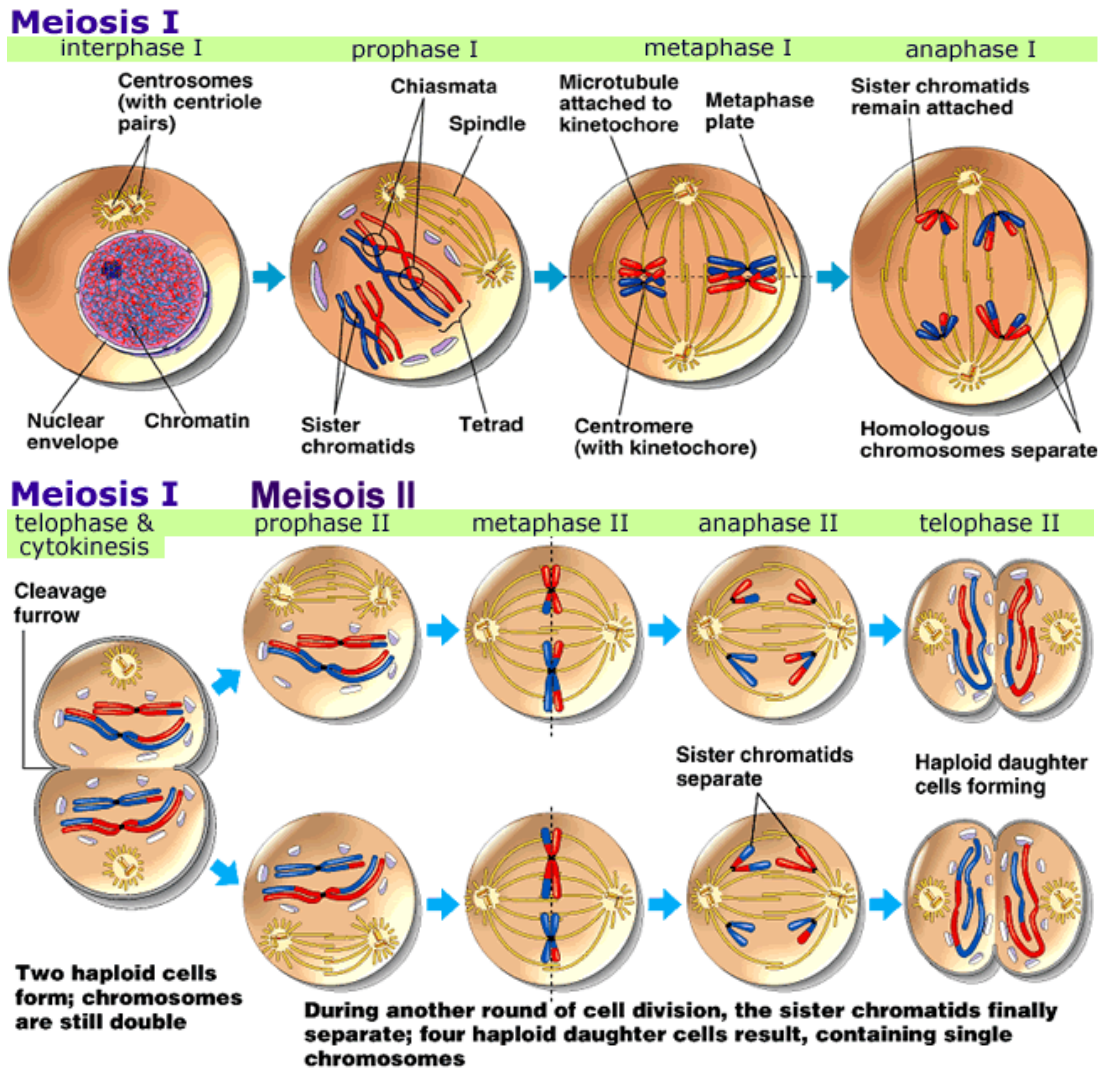 Meiosis I
interphase I
prophase I
metaphase I
anaphase I
Centrosomes
(with centriole
pairs)
Chiasmata
Spindle
Microtubule
attached to
kinetochore
Metaphase
plate
Sister chromatids
remain attached
Nuclear
envelope
Chromatin
Sister
chromatids
Tetrad
Centromere
(with kinetochore)
Homologous
chromosomes separate
Meiosis I
Meisois II
telophase &
cytokinesis
prophase II
metaphase II
anaphase II
telophase II
Cleavage
furrow
Sister chromatids
separate
Haploid daughter
cells forming
Two haploid cells
form; chromosomes
are still double
During another round of cell division, the sister chromatids finally
separate; four haploid daughter cells result, containing single
chromosomes